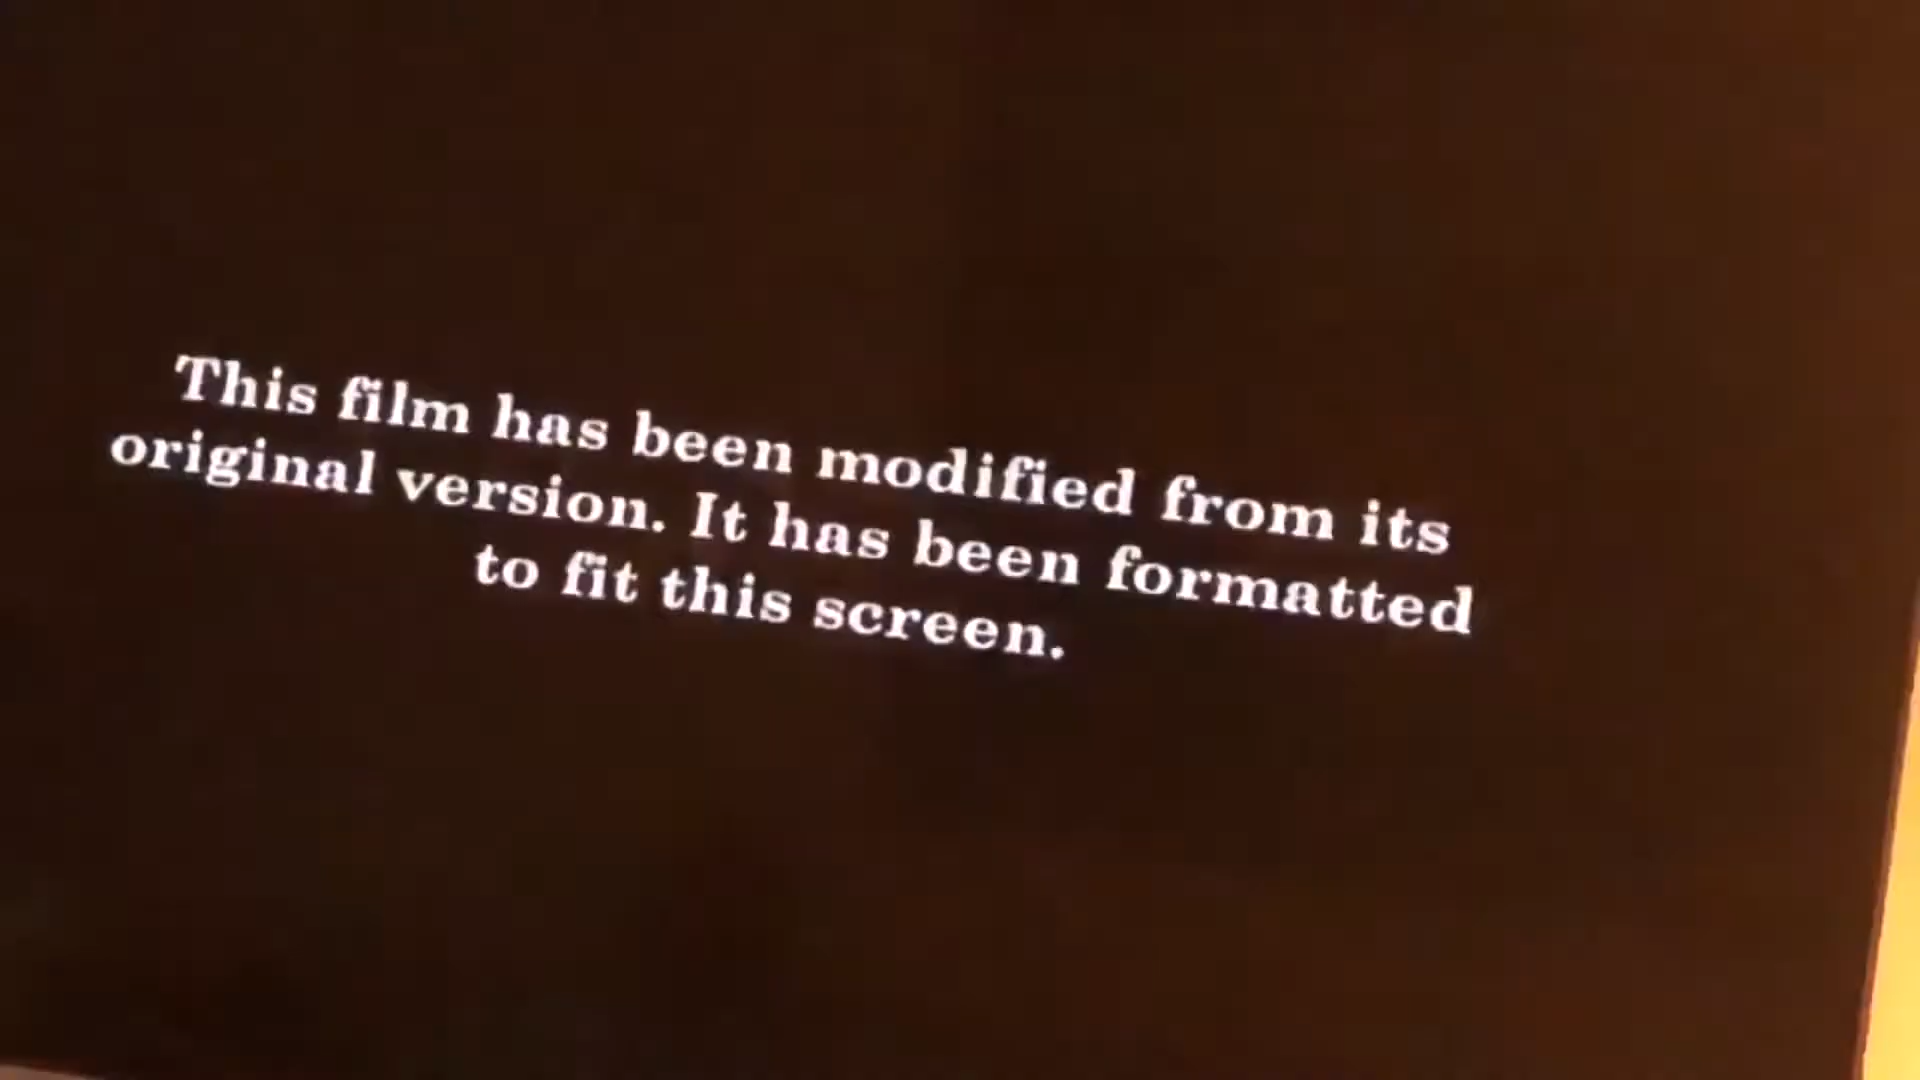 This film has been modified from its
original version. It has been formatted
to fit this screen.